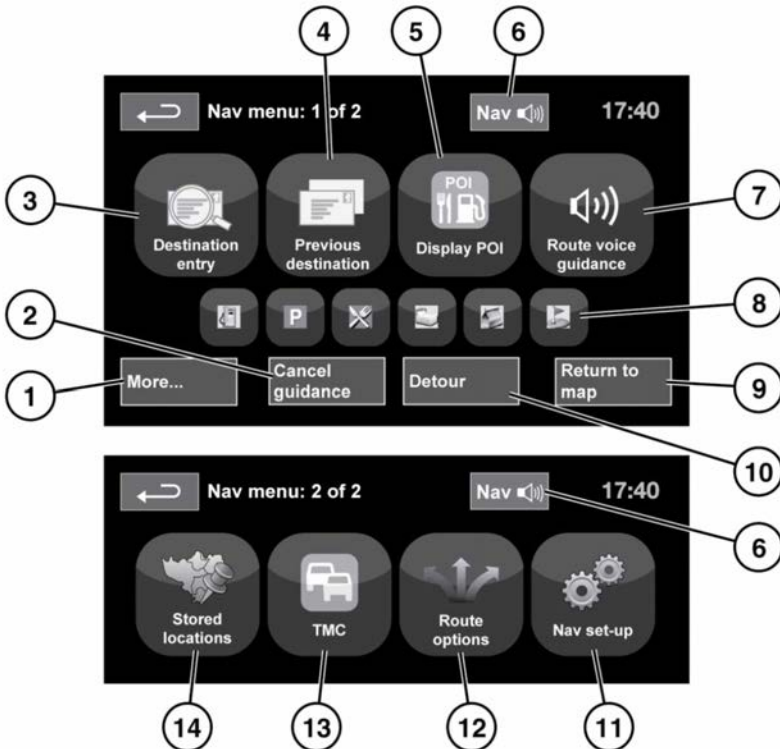 4
5
6
Nav menu: 1 of 2
Nav
17:40
3
7
POI
Destination
entry
Previous
destination
Display POI
Route voice
guidance
2
P
8
1
More...
Cancel
guidance
Detour
Return to
map
9
10
Nav menu: 2 of 2
Nav
17:40
6
Stored
locations
TMC
Route
options
Nav set-up
14
13
12
11